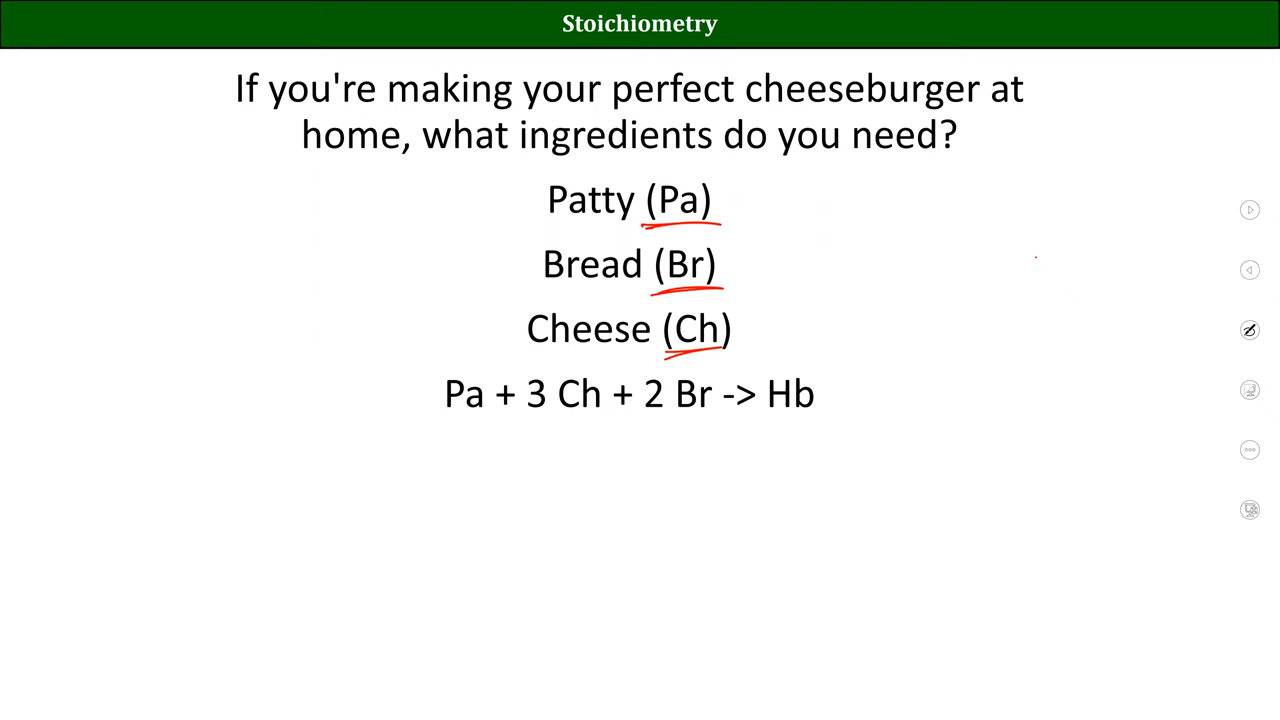 Stoichiometry
If you're making your perfect cheeseburger at
home, what ingredients do you need?
Patty (Pa)
Bread (Br)
Cheese (Ch)
Pa + 3 Ch + 2 Br -> Hb